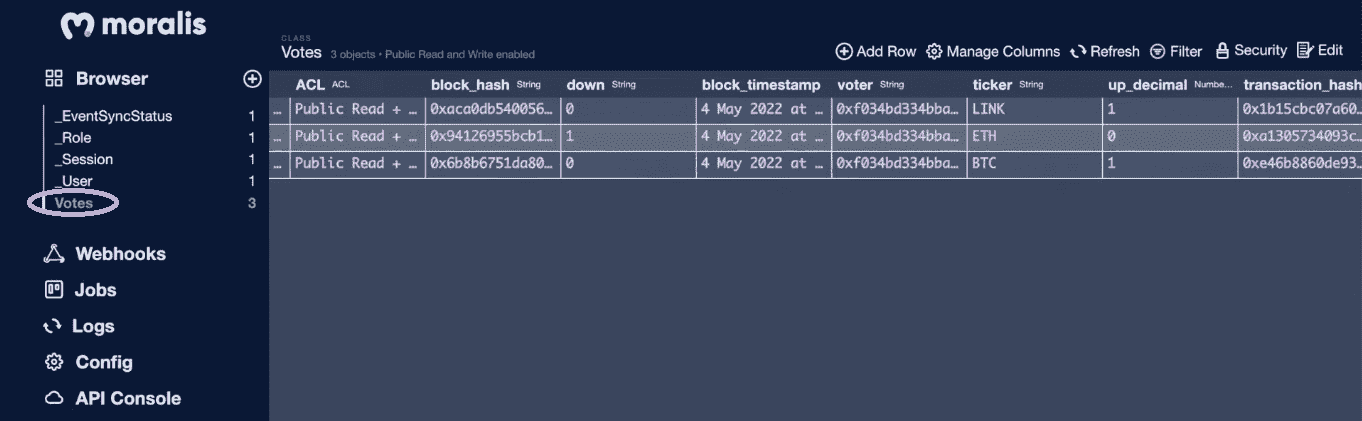 moralis
CLASS
Votes 3 objects • Public Read and Write enabled
Add Row Manage Columns Refresh Filter Security Edit
Browser
_EventSyncStatus 1
_Role 1
_Session 1
_User 1
Votes 3
Webhooks
Jobs
Logs
Config
API Console
ACL ACL block_hash String down String block_timestamp voter String ticker String up_decimal Numbe... transaction_hash
... Public Read + ... 0xaca0db540056... 0 4 May 2022 at ... 0xf034bd334bba... LINK 1 0x1b15cbc07a60...
... Public Read + ... 0x94126955bcb1... 1 4 May 2022 at ... 0xf034bd334bba... ETH 0 0xa1305734093c...
... Public Read + ... 0x6b8b6751da80... 0 4 May 2022 at ... 0xf034bd334bba... BTC 1 0xe46b8860de93...